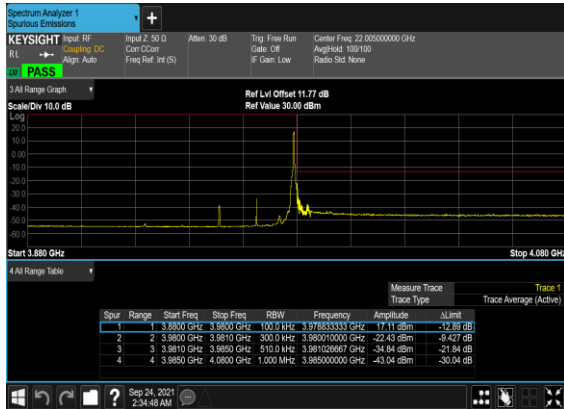 Spectrum Analyzer 1
Spurious Emissions
KEYSIGHT Input: RF Input Z: 50 Ω Atten: 30 dB Trig: Free Run Center Freq: 22.005000000 GHz
RL Coupling: DC Corr CCorr Gate: Off Avg|Hold: 100/100
Align: Auto Freq Ref: Int (S) IF Gain: Low Radio Std: None
PASS
3 All Range Graph
Ref Lvl Offset 11.77 dB
Scale/Div 10.0 dB Ref Value 30.00 dBm
Log
20.0
10.0
0.00
-10.0
-20.0
-30.0
-40.0
-50.0
-60.0
Start 3.880 GHz Stop 4.080 GHz
4 All Range Table
Measure Trace Trace 1
Trace Type Trace Average (Active)
Spur Range Start Freq Stop Freq RBW Frequency Amplitude ΔLimit
1 1 3.8800 GHz 3.9800 GHz 100.0 kHz 3.978833333 GHz 17.11 dBm -12.89 dB
2 2 3.9800 GHz 3.9810 GHz 300.0 kHz 3.980010000 GHz -22.43 dBm -9.427 dB
3 3 3.9810 GHz 3.9850 GHz 510.0 kHz 3.981026667 GHz -34.84 dBm -21.84 dB
4 4 3.9850 GHz 4.0800 GHz 1.000 MHz 3.985000000 GHz -43.04 dBm -30.04 dB
Sep 24, 2021
2:34:48 AM